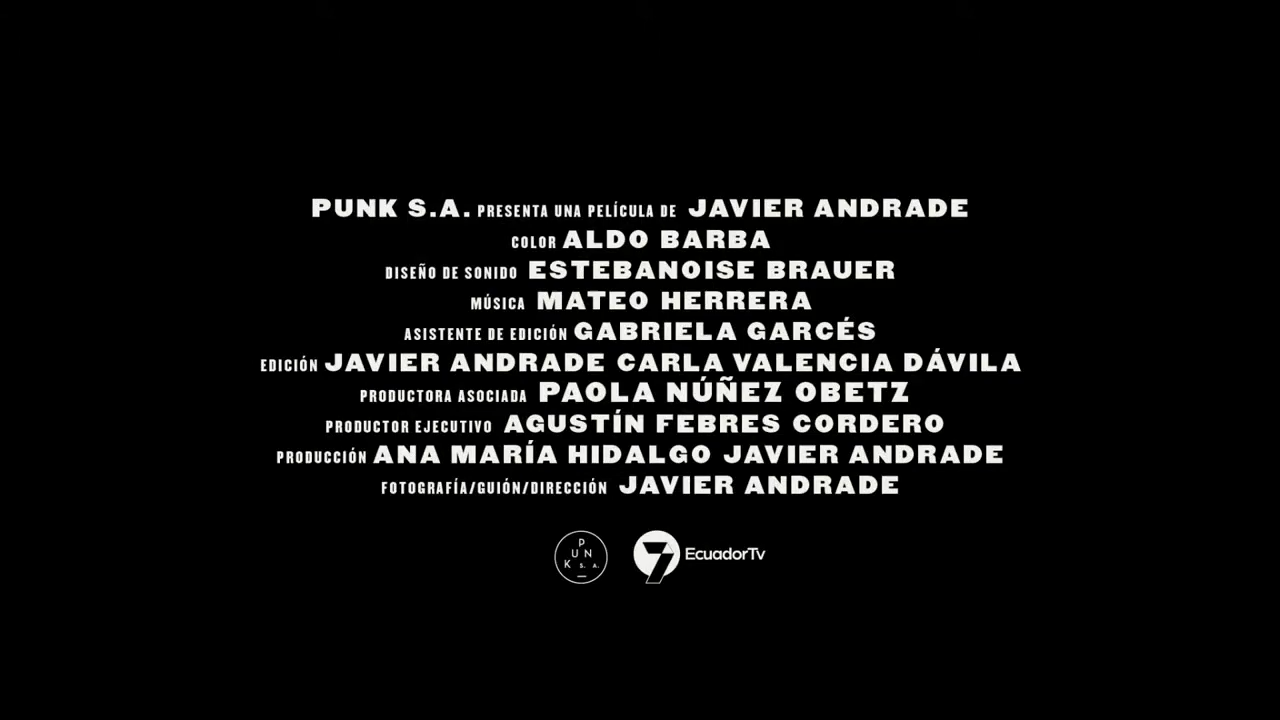 PUNK S.A. PRESENTA UNA PELÍCULA DE JAVIER ANDRADE
COLOR ALDO BARBA
DISEÑO DE SONIDO ESTEBANOISE BRAUER
MÚSICA MATEO HERRERA
ASISTENTE DE EDICIÓN GABRIELA GARCÉS
EDICIÓN JAVIER ANDRADE CARLA VALENCIA DÁVILA
PRODUCTORA ASOCIADA PAOLA NÚÑEZ OBETZ
PRODUCTOR EJECUTIVO AGUSTÍN FEBRES CORDERO
PRODUCCIÓN ANA MARÍA HIDALGO JAVIER ANDRADE
FOTOGRAFÍA/GUIÓN/DIRECCIÓN JAVIER ANDRADE
PUNK S. A.
7 EcuadorTv